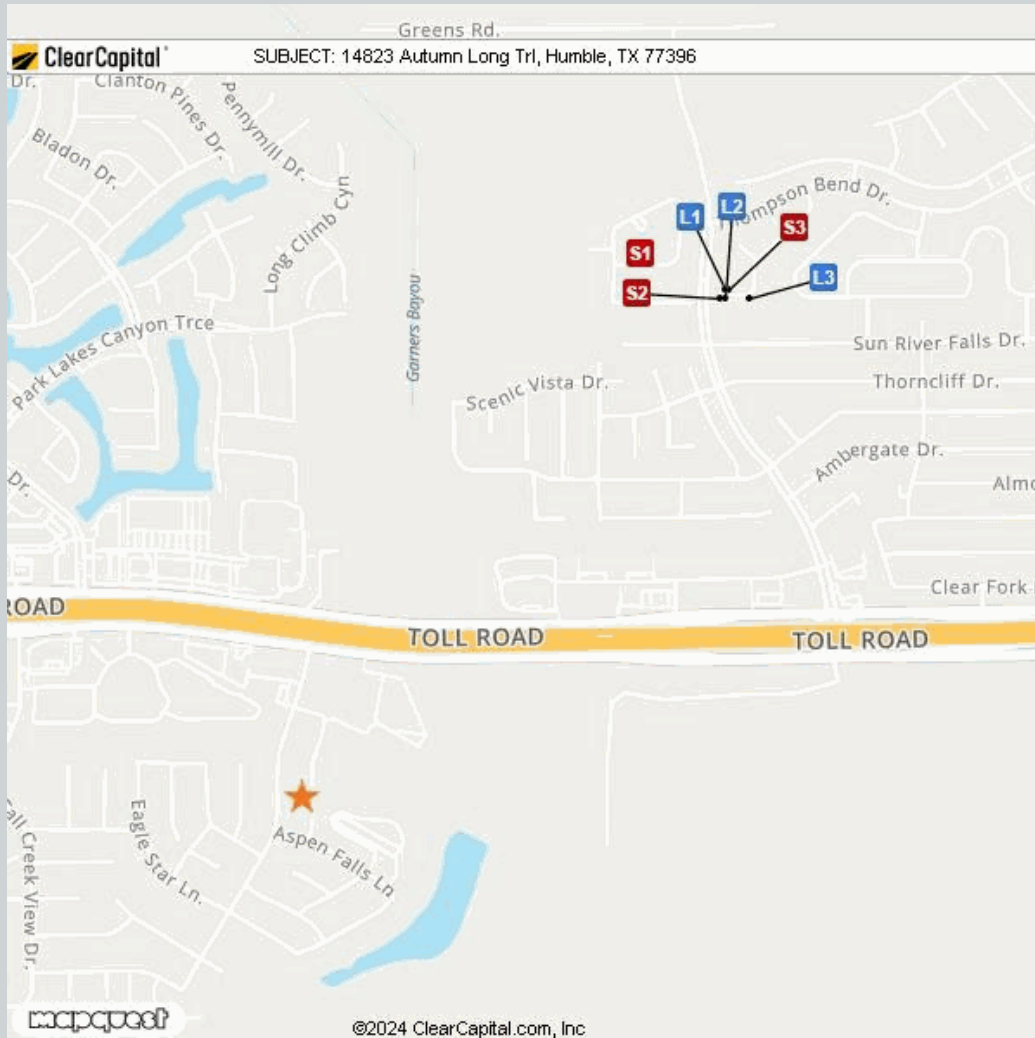 Greens Rd.
ClearCapital
SUBJECT: 14823 Autumn Long Trl, Humble, TX 77396
Dr.
Clanton Pines Dr.
Pennymill Dr.
Bladon Dr.
Long Climb Cyn
Thompson Bend Dr.
L1
L2
S3
S1
S2
L3
Garners Bayou
Park Lakes Canyon Trce
Sun River Falls Dr.
Scenic Vista Dr.
Thorncliff Dr.
Ambergate Dr.
Dr.
Almo
Clear Fork
ROAD
TOLL ROAD
TOLL ROAD
Fall Creek View Dr.
Eagle Star Ln.
Aspen Falls Ln
mapquest
©2024 ClearCapital.com, Inc